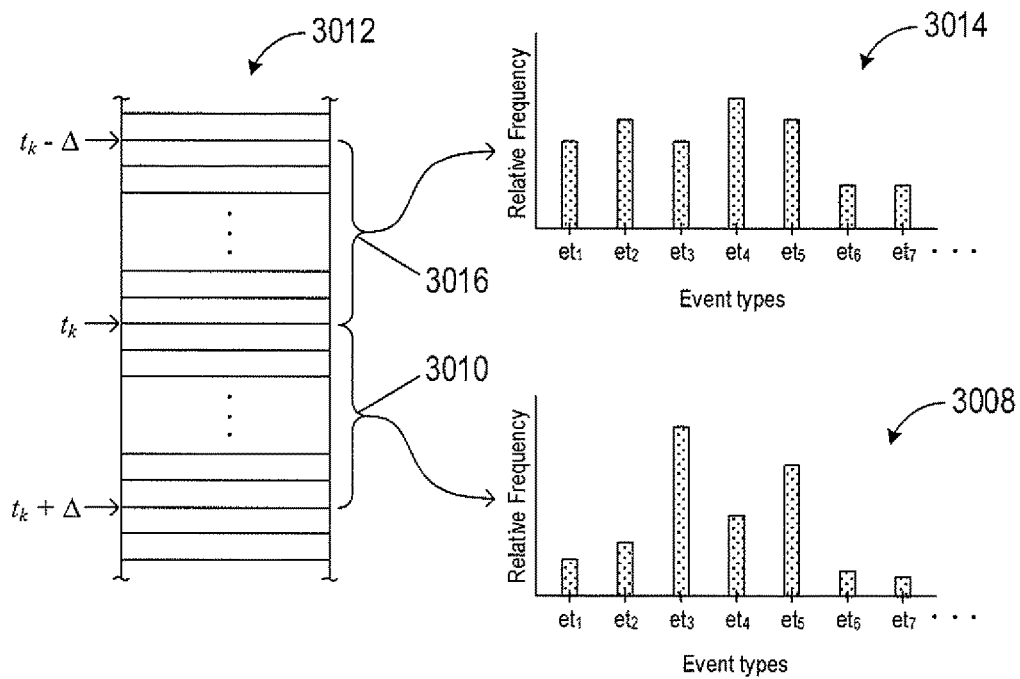 3012
t_k - Δ
t_k
t_k + Δ
3016
3010
3014
Relative Frequency
et₁ et₂ et₃ et₄ et₅ et₆ et₇ . . .
Event types
3008
Relative Frequency
et₁ et₂ et₃ et₄ et₅ et₆ et₇ . . .
Event types